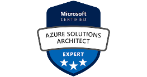 Microsoft
CERTIFIED
AZURE SOLUTIONS
ARCHITECT
EXPERT